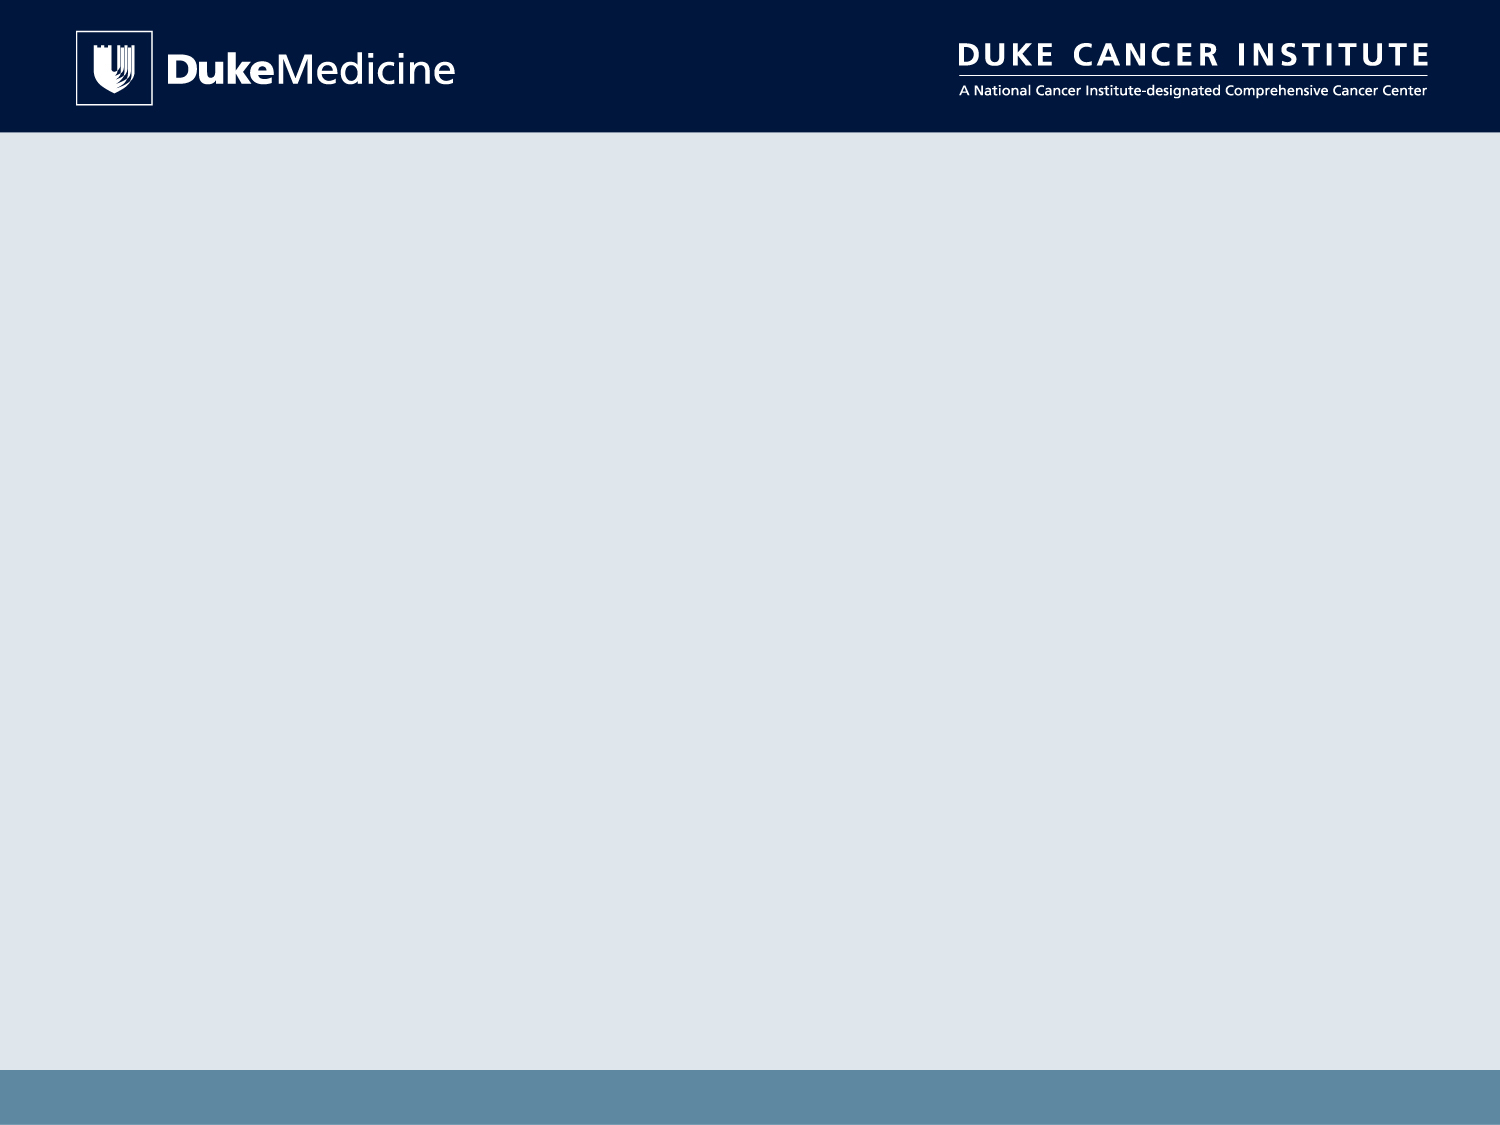 DukeMedicine
DUKE CANCER INSTITUTE
A National Cancer Institute-designated Comprehensive Cancer Center